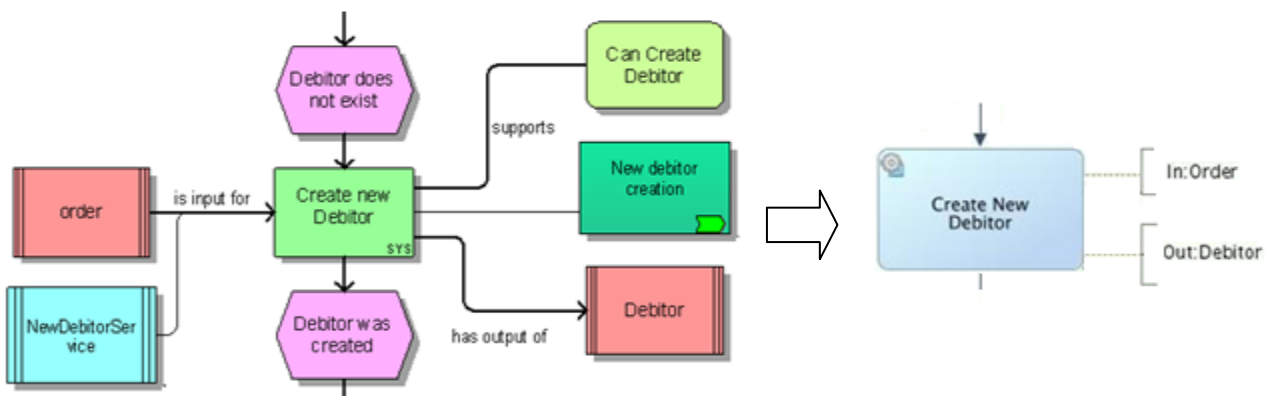 Debitor does
not exist
Can Create
Debitor
supports
order
is input for
Create new
Debitor
SYS
New debitor
creation
NewDebitorSer
vice
Debitor was
created
has output of
Debitor
Create New
Debitor
In:Order
Out:Debitor